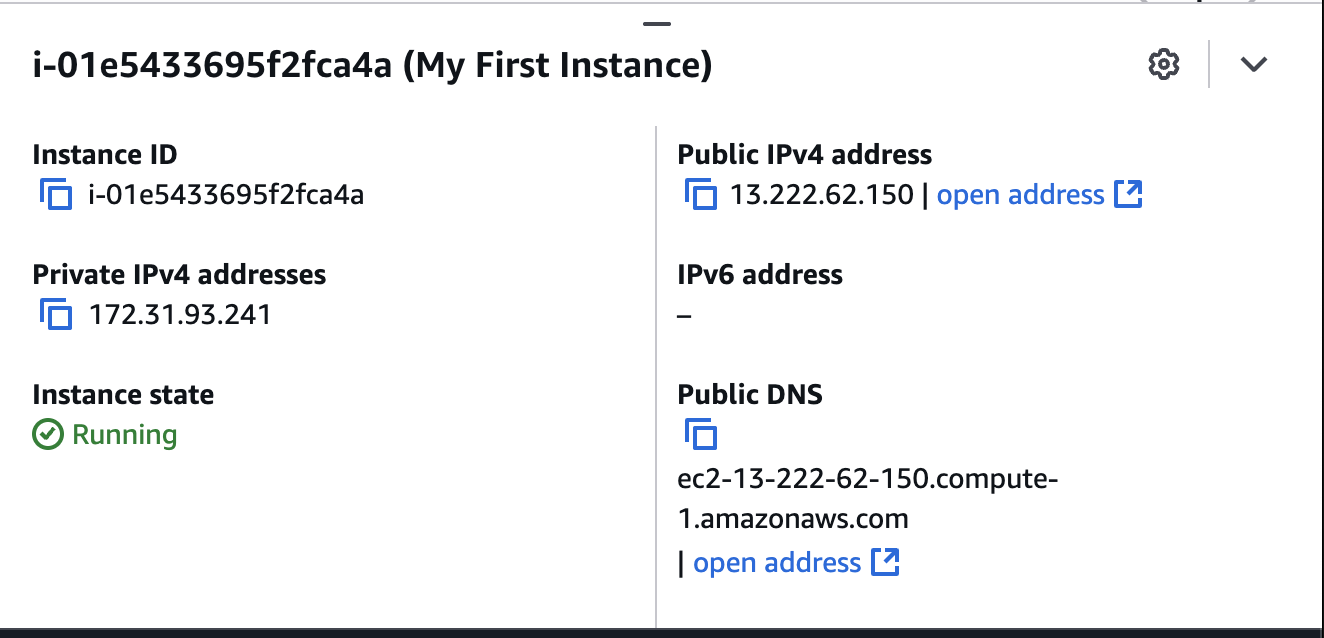 i-01e5433695f2fca4a (My First Instance)
Instance ID
i-01e5433695f2fca4a
Private IPv4 addresses
172.31.93.241
Instance state
Running
Public IPv4 address
13.222.62.150 | open address
IPv6 address
–
Public DNS
ec2-13-222-62-150.compute-
1.amazonaws.com
| open address